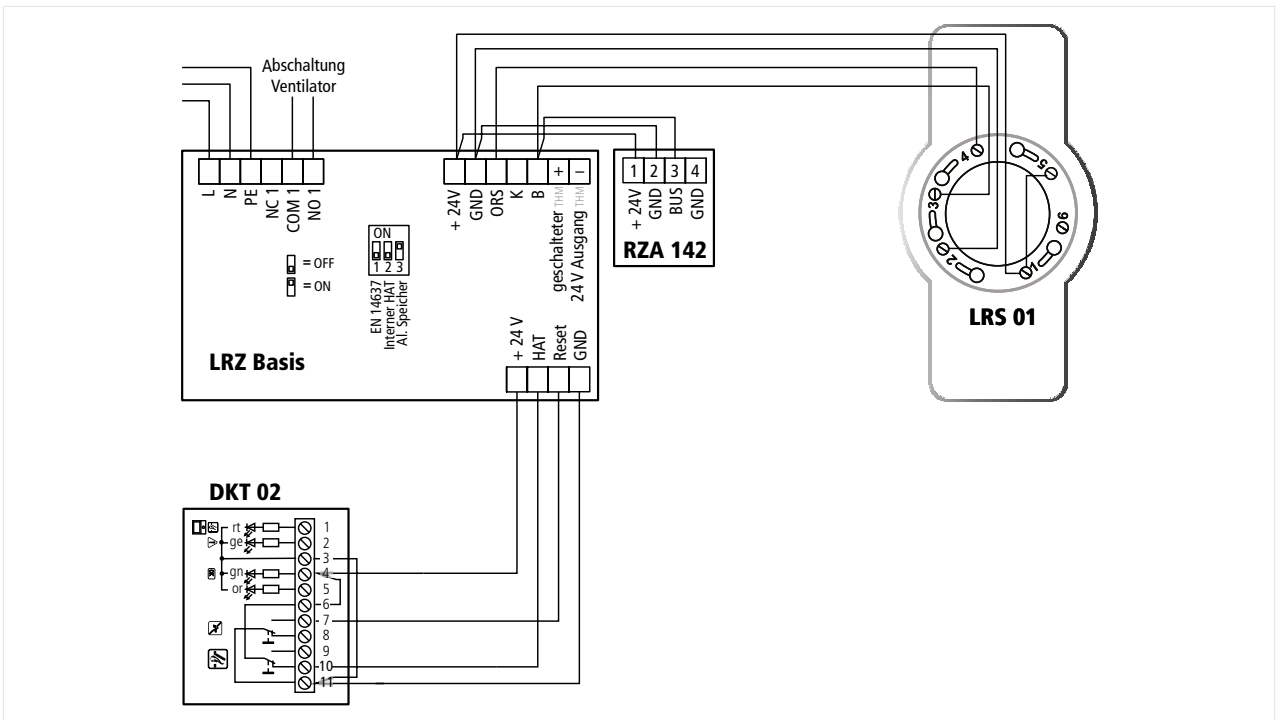 Abschaltung
Ventilator
L
N
PE
NC 1
COM 1
NO 1
+ 24V
GND
ORS
K
B
+
–
geschalteter THM
24 V Ausgang THM
1 2 3 4
+ 24V
GND
BUS
GND
RZA 142
ON
1 2 3
EN 14637
Interner HAT
Al. Speicher
= OFF
= ON
LRZ Basis
+ 24 V
HAT
Reset
GND
4
5
3
6
2
1
LRS 01
DKT 02
rt
ge
gn
or
1
2
3
4
5
6
7
8
9
10
11